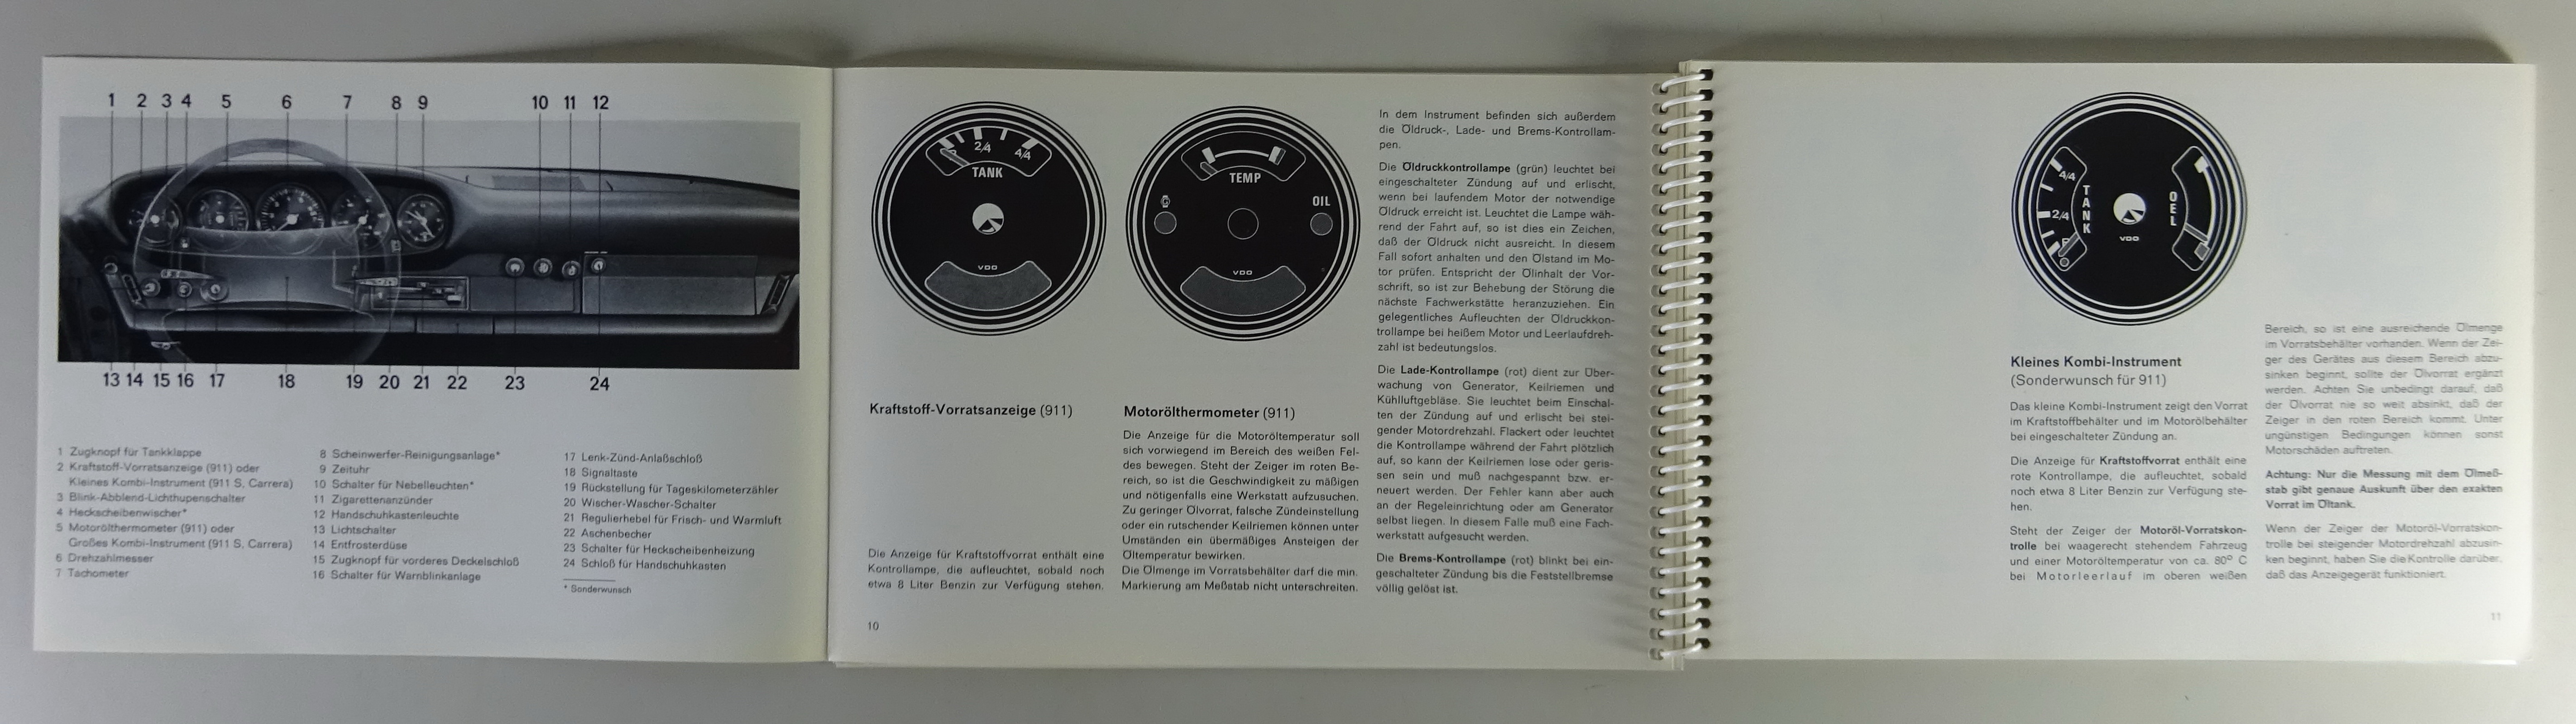 1 2 3 4 5 6 7 8 9 10 11 12
13 14 15 16 17 18 19 20 21 22 23 24
1 Zugknopf für Tankklappe
2 Kraftstoff-Vorratsanzeige (911) oder
Kleines Kombi-Instrument (911 S, Carrera)
3 Blink-Abblend-Lichthupenschalter
4 Heckscheibenwischer*
5 Motorölthermometer (911) oder
Großes Kombi-Instrument (911 S, Carrera)
6 Drehzahlmesser
7 Tachometer
8 Scheinwerfer-Reinigungsanlage*
9 Zeituhr
10 Schalter für Nebelleuchten*
11 Zigarettenanzünder
12 Handschuhkastenleuchte
13 Lichtschalter
14 Entfrosterdüse
15 Zugknopf für vorderes Deckelschloß
16 Schalter für Warnblinkanlage
17 Lenk-Zünd-Anlaßschloß
18 Signaltaste
19 Rückstellung für Tageskilometerzähler
20 Wischer-Wascher-Schalter
21 Regulierhebel für Frisch- und Warmluft
22 Aschenbecher
23 Schalter für Heckscheibenheizung
24 Schloß für Handschuhkasten
* Sonderwunsch
2/4 4/4
TANK
VDO
Kraftstoff-Vorratsanzeige (911)
Die Anzeige für Kraftstoffvorrat enthält eine
Kontrollampe, die aufleuchtet, sobald noch
etwa 8 Liter Benzin zur Verfügung stehen.
10
TEMP
OIL
VDO
Motorölthermometer (911)
Die Anzeige für die Motoröltemperatur soll
sich vorwiegend im Bereich des weißen Fel-
des bewegen. Steht der Zeiger im roten Be-
reich, so ist die Geschwindigkeit zu mäßigen
und nötigenfalls eine Werkstatt aufzusuchen.
Zu geringer Ölvorrat, falsche Zündeinstellung
oder ein rutschender Keilriemen können unter
Umständen ein übermäßiges Ansteigen der
Öltemperatur bewirken.
Die Ölmenge im Vorratsbehälter darf die min.
Markierung am Meßstab nicht unterschreiten.
In dem Instrument befinden sich außerdem
die Öldruck-, Lade- und Brems-Kontrollam-
pen.
Die Öldruckkontrollampe (grün) leuchtet bei
eingeschalteter Zündung auf und erlischt,
wenn bei laufendem Motor der notwendige
Öldruck erreicht ist. Leuchtet die Lampe wäh-
rend der Fahrt auf, so ist dies ein Zeichen,
daß der Öldruck nicht ausreicht. In diesem
Fall sofort anhalten und den Ölstand im Mo-
tor prüfen. Entspricht der Ölinhalt der Vor-
schrift, so ist zur Behebung der Störung die
nächste Fachwerkstätte heranzuziehen. Ein
gelegentliches Aufleuchten der Öldruckkon-
trollampe bei heißem Motor und Leerlaufdreh-
zahl ist bedeutungslos.
Die Lade-Kontrollampe (rot) dient zur Über-
wachung von Generator, Keilriemen und
Kühlluftgebläse. Sie leuchtet beim Einschal-
ten der Zündung auf und erlischt bei stei-
gender Motordrehzahl. Flackert oder leuchtet
die Kontrollampe während der Fahrt plötzlich
auf, so kann der Keilriemen lose oder geris-
sen sein und muß nachgespannt bzw. er-
neuert werden. Der Fehler kann aber auch
an der Regeleinrichtung oder am Generator
selbst liegen. In diesem Falle muß eine Fach-
werkstatt aufgesucht werden.
Die Brems-Kontrollampe (rot) blinkt bei ein-
geschalteter Zündung bis die Feststellbremse
völlig gelöst ist.
4/4
2/4
TANK
OEL
VDO
Kleines Kombi-Instrument
(Sonderwunsch für 911)
Das kleine Kombi-Instrument zeigt den Vorrat
im Kraftstoffbehälter und im Motorölbehälter
bei eingeschalteter Zündung an.
Die Anzeige für Kraftstoffvorrat enthält eine
rote Kontrollampe, die aufleuchtet, sobald
noch etwa 8 Liter Benzin zur Verfügung ste-
hen.
Steht der Zeiger der Motoröl-Vorratskon-
trolle bei waagerecht stehendem Fahrzeug
und einer Motoröltemperatur von ca. 80° C
bei Motorleerlauf im oberen weißen
Bereich, so ist eine ausreichende Ölmenge
im Vorratsbehälter vorhanden. Wenn der Zei-
ger des Gerätes aus diesem Bereich abzu-
sinken beginnt, sollte der Ölvorrat ergänzt
werden. Achten Sie unbedingt darauf, daß
der Ölvorrat nie so weit absinkt, daß der
Zeiger in den roten Bereich kommt. Unter
ungünstigen Bedingungen können sonst
Motorschäden auftreten.
Achtung: Nur die Messung mit dem Ölmeß-
stab gibt genaue Auskunft über den exakten
Vorrat im Öltank.
Wenn der Zeiger der Motoröl-Vorratskon-
trolle bei steigender Motordrehzahl abzusin-
ken beginnt, haben Sie die Kontrolle darüber,
daß das Anzeigegerät funktioniert.
11